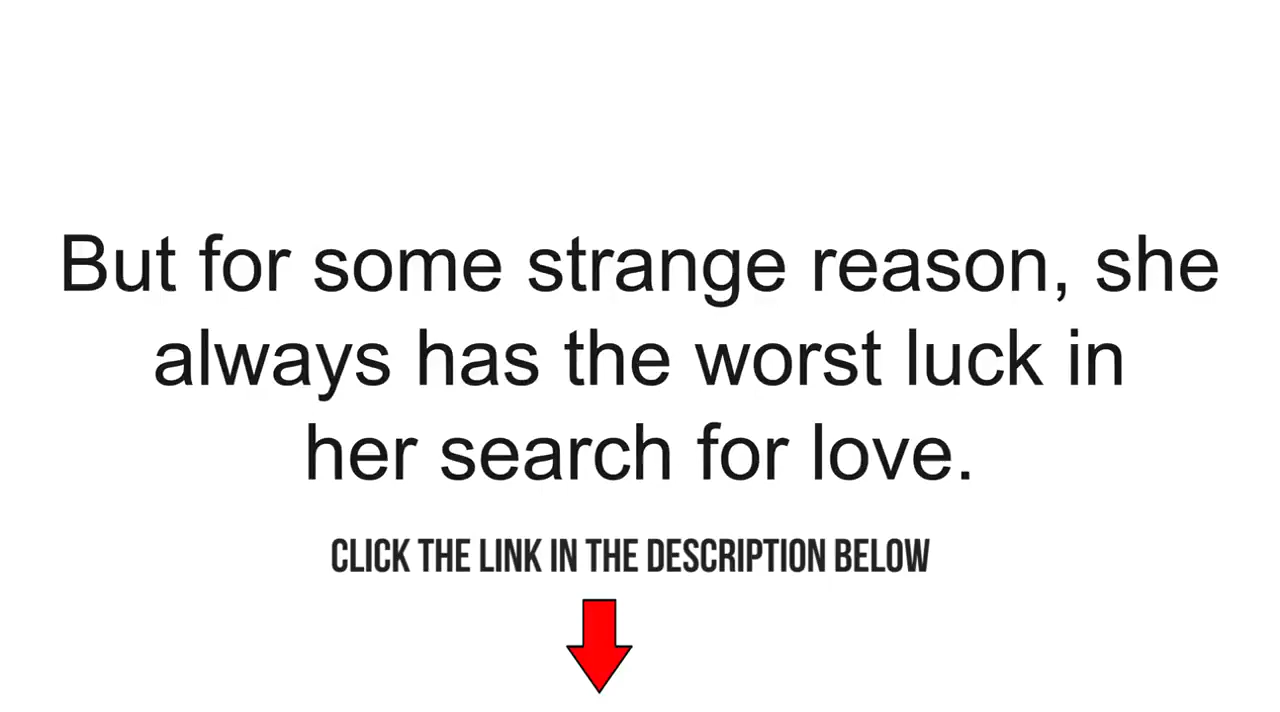 But for some strange reason, she
always has the worst luck in
her search for love.
CLICK THE LINK IN THE DESCRIPTION BELOW